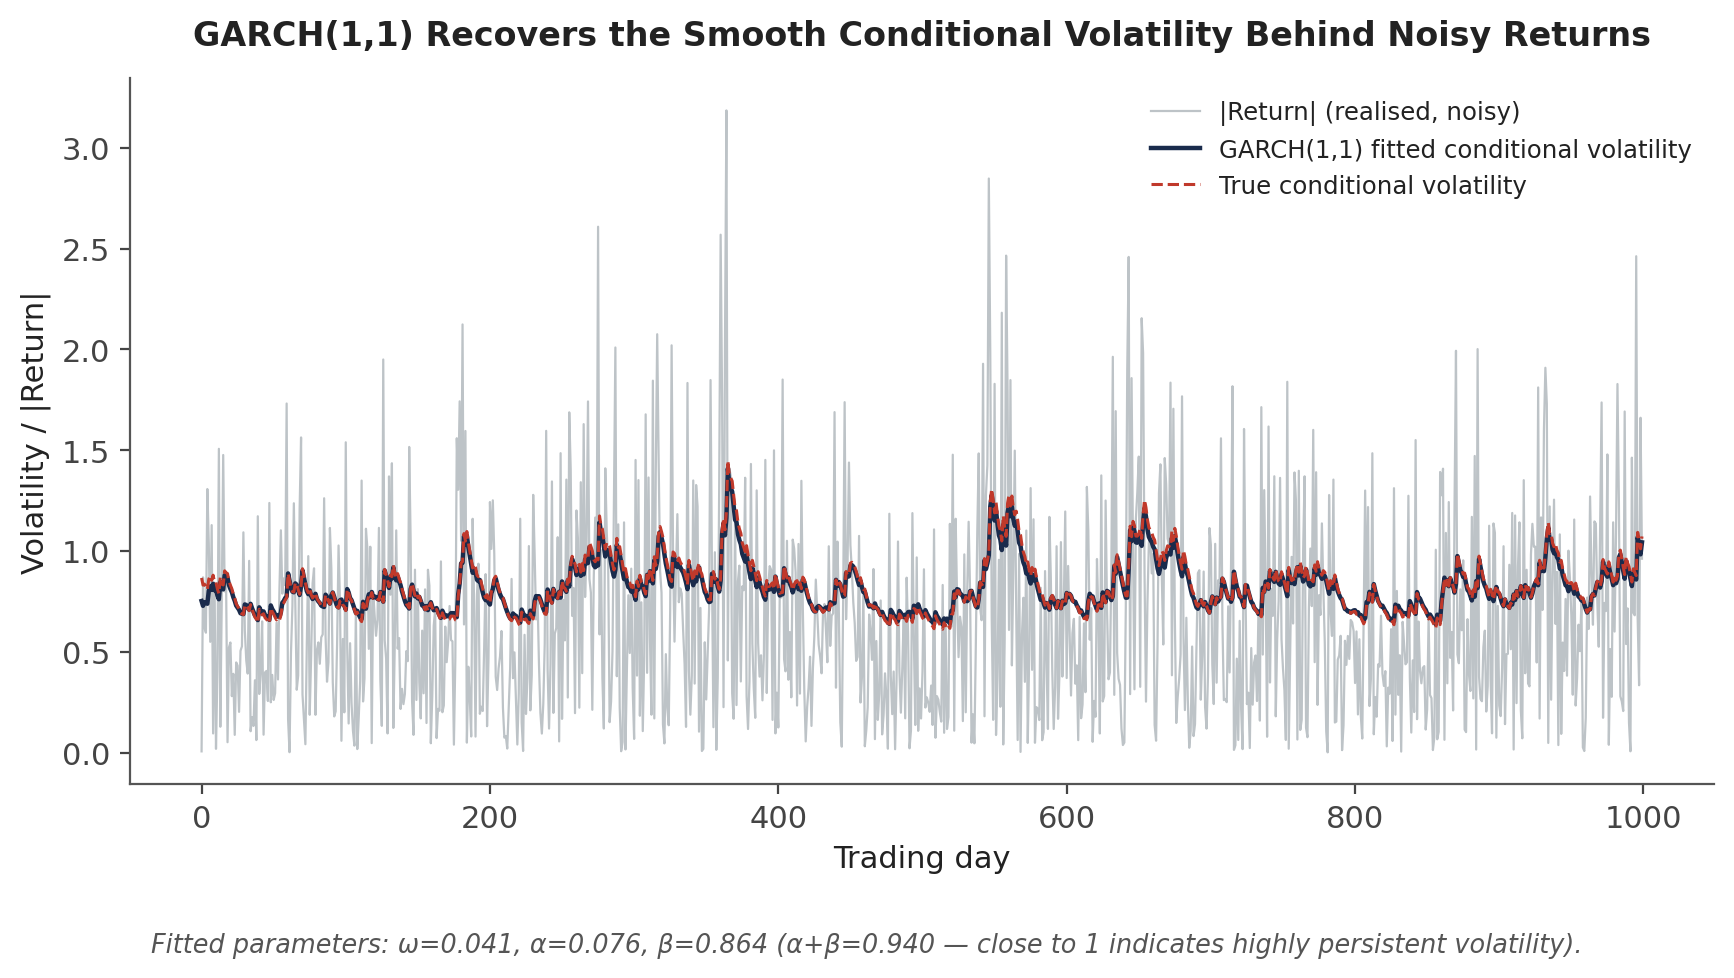 GARCH(1,1) Recovers the Smooth Conditional Volatility Behind Noisy Returns
|Return| (realised, noisy)
GARCH(1,1) fitted conditional volatility
True conditional volatility
Volatility / |Return|
3.0
2.5
2.0
1.5
1.0
0.5
0.0
0 200 400 600 800 1000
Trading day
Fitted parameters: ω=0.041, α=0.076, β=0.864 (α+β=0.940 — close to 1 indicates highly persistent volatility).